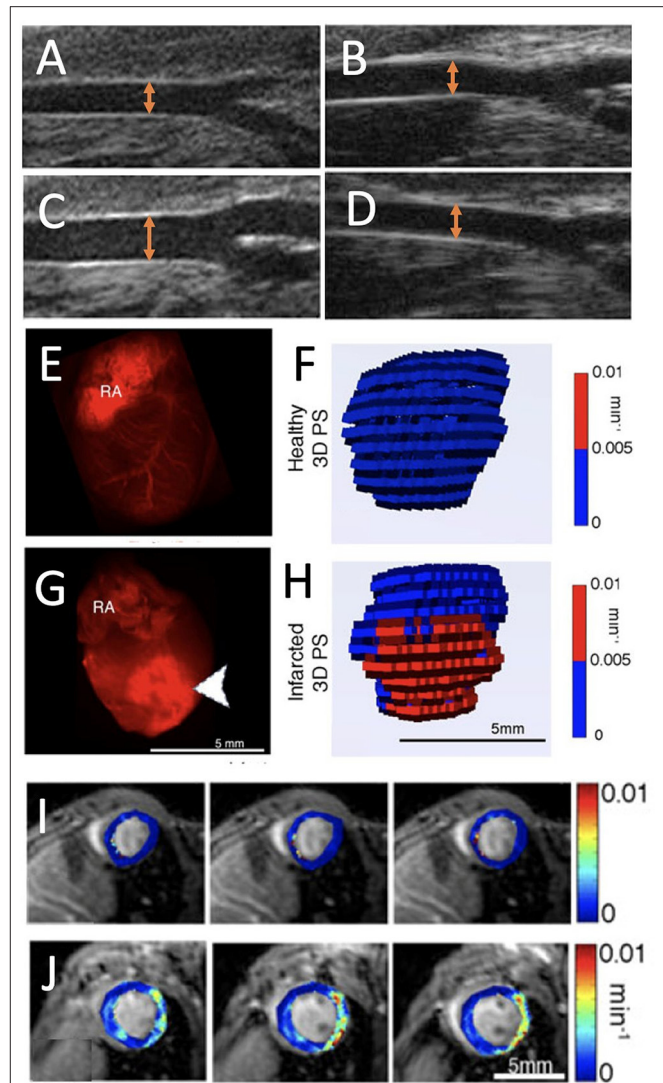 A
B
C
D
E
RA
F
Healthy
3D PS
0.01
min⁻¹
0.005
0
G
RA
5 mm
H
Infarcted
3D PS
5mm
0.01
min⁻¹
0.005
0
I
0.01
0
J
5mm
0.01
min⁻¹
0